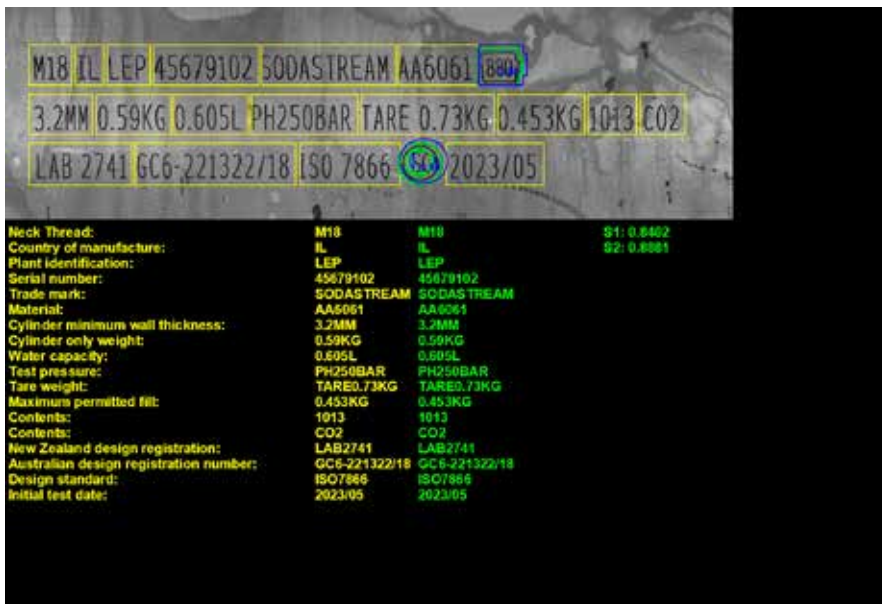 M18 IL LEP 45679102 SODASTREAM AA6061
3.2MM 0.59KG 0.605L PH250BAR TARE 0.73KG 0.453KG 1013 CO2
LAB 2741 GC6-221322/18 ISO 7866 2023/05
Neck Thread: M18 M18 S1: 0.8402
Country of manufacture: IL IL S2: 0.8881
Plant identification: LEP LEP
Serial number: 45679102 45679102
Trade mark: SODASTREAM SODASTREAM
Material: AA6061 AA6061
Cylinder minimum wall thickness: 3.2MM 3.2MM
Cylinder only weight: 0.59KG 0.59KG
Water capacity: 0.605L 0.605L
Test pressure: PH250BAR PH250BAR
Tare weight: TARE0.73KG TARE0.73KG
Maximum permitted fill: 0.453KG 0.453KG
Contents: 1013 1013
Contents: CO2 CO2
New Zealand design registration: LAB2741 LAB2741
Australian design registration number: GC6-221322/18 GC6-221322/18
Design standard: ISO7866 ISO7866
Initial test date: 2023/05 2023/05